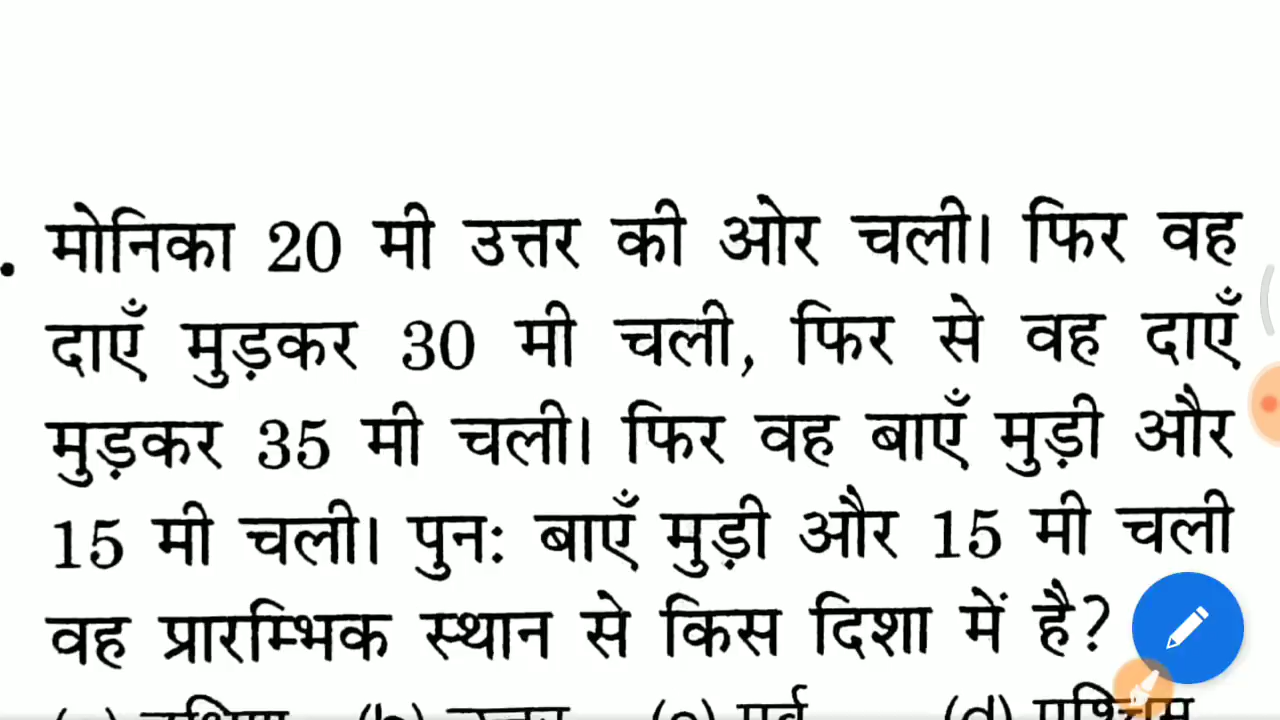 . मोनिका 20 मी उत्तर की ओर चली। फिर वह
दाएँ मुड़कर 30 मी चली, फिर से वह दाएँ
मुड़कर 35 मी चली। फिर वह बाएँ मुड़ी और
15 मी चली। पुनः बाएँ मुड़ी और 15 मी चली
वह प्रारम्भिक स्थान से किस दिशा में है?
(b) (c) पूर्व (d) पश्चिम